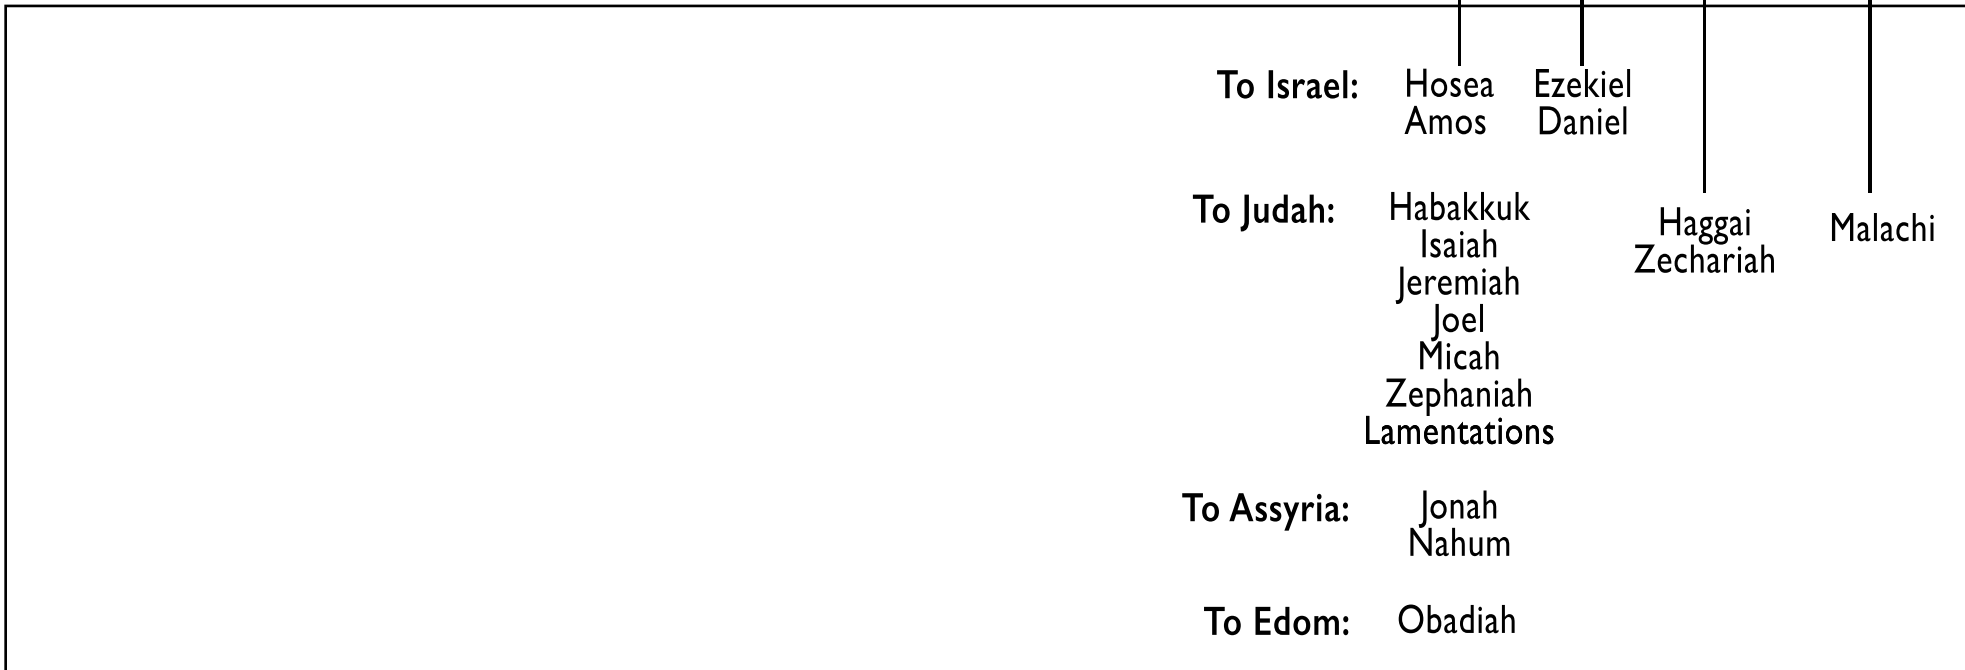 To Israel: Hosea Ezekiel
Amos Daniel
To Judah: Habakkuk Haggai Malachi
Isaiah Zechariah
Jeremiah
Joel
Micah
Zephaniah
Lamentations
To Assyria: Jonah
Nahum
To Edom: Obadiah